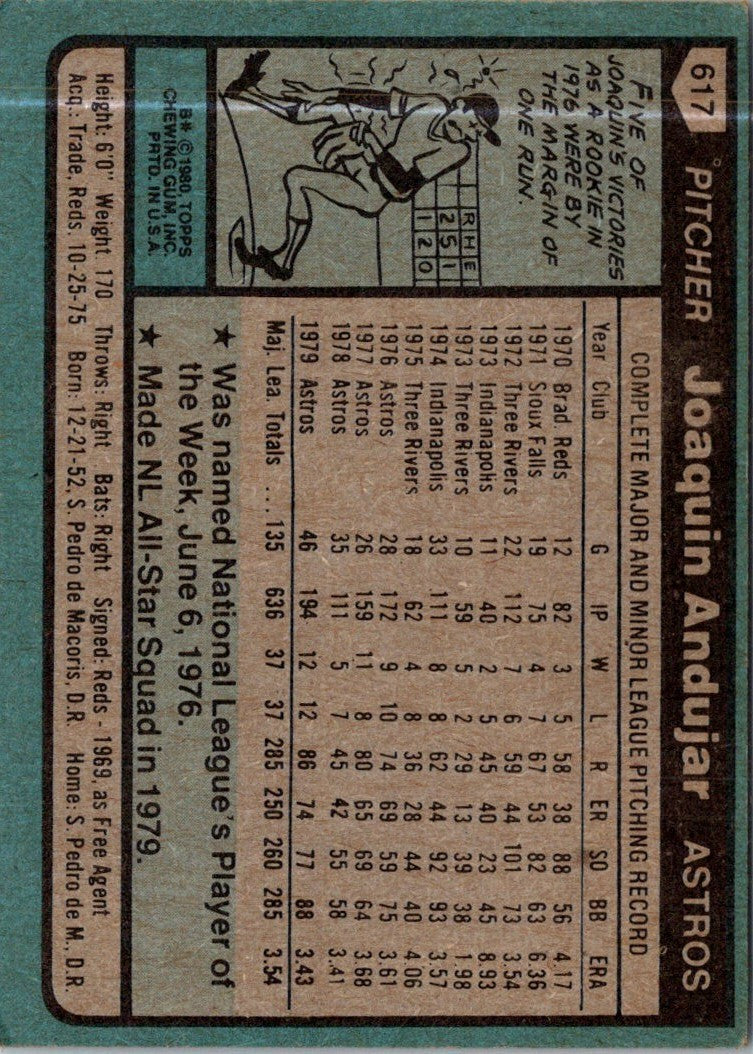 617 PITCHER Joaquin Andujar ASTROS
FIVE OF
JOAQUIN'S VICTORIES
AS A ROOKIE IN
1976 WERE BY
THE MARGIN OF
ONE RUN.
R H E
2 5 1
1 2 0
B* © 1980, TOPPS
CHEWING GUM, INC.
PRTD. IN U.S.A.
COMPLETE MAJOR AND MINOR LEAGUE PITCHING RECORD
Year Club G IP W L R ER SO BB ERA
1970 Brad. Reds 12 82 3 5 58 38 88 56 4.17
1971 Sioux Falls 19 75 4 7 67 53 82 63 6.36
1972 Three Rivers 22 112 7 6 59 44 101 73 3.54
1973 Indianapolis 11 40 2 5 45 40 23 45 8.93
1973 Three Rivers 10 59 5 2 29 13 39 38 1.98
1974 Indianapolis 33 111 8 8 62 44 92 93 3.57
1975 Three Rivers 18 62 4 8 36 28 44 40 4.06
1976 Astros 28 172 9 10 74 69 59 75 3.61
1977 Astros 26 159 11 8 80 65 69 64 3.68
1978 Astros 35 111 5 7 45 42 55 58 3.41
1979 Astros 46 194 12 12 86 74 77 88 3.43
Maj. Lea. Totals .... 135 636 37 37 285 250 260 285 3.54
★ Was named National League's Player of
the Week, June 6, 1976.
★ Made NL All-Star Squad in 1979.
Height: 6'0" Weight: 170 Throws: Right Bats: Right Signed: Reds - 1969, as Free Agent
Acq.: Trade, Reds, 10-25-75 Born: 12-21-52, S. Pedro de Macoris, D.R. Home: S. Pedro de M., D.R.